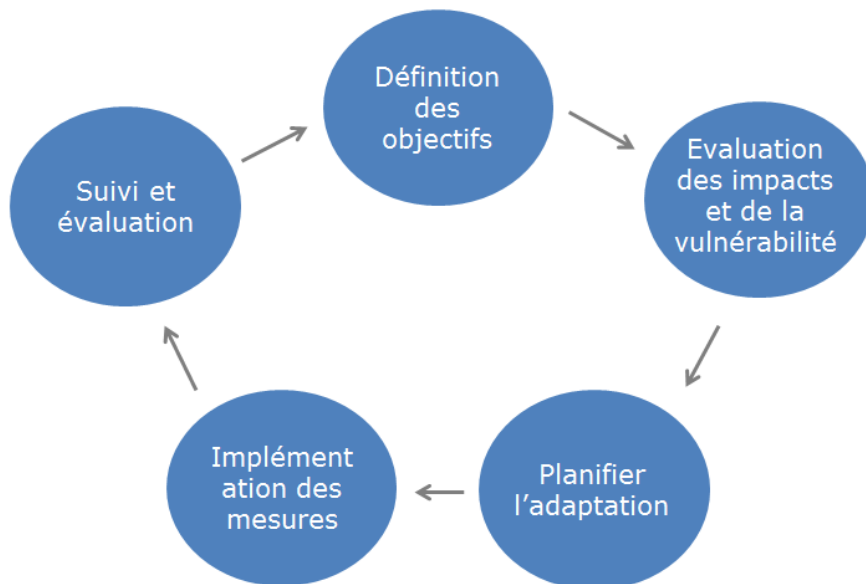 Définition
des
objectifs
Evaluation
des impacts
et de la
vulnérabilité
Planifier
l’adaptation
Implément
ation des
mesures
Suivi et
évaluation